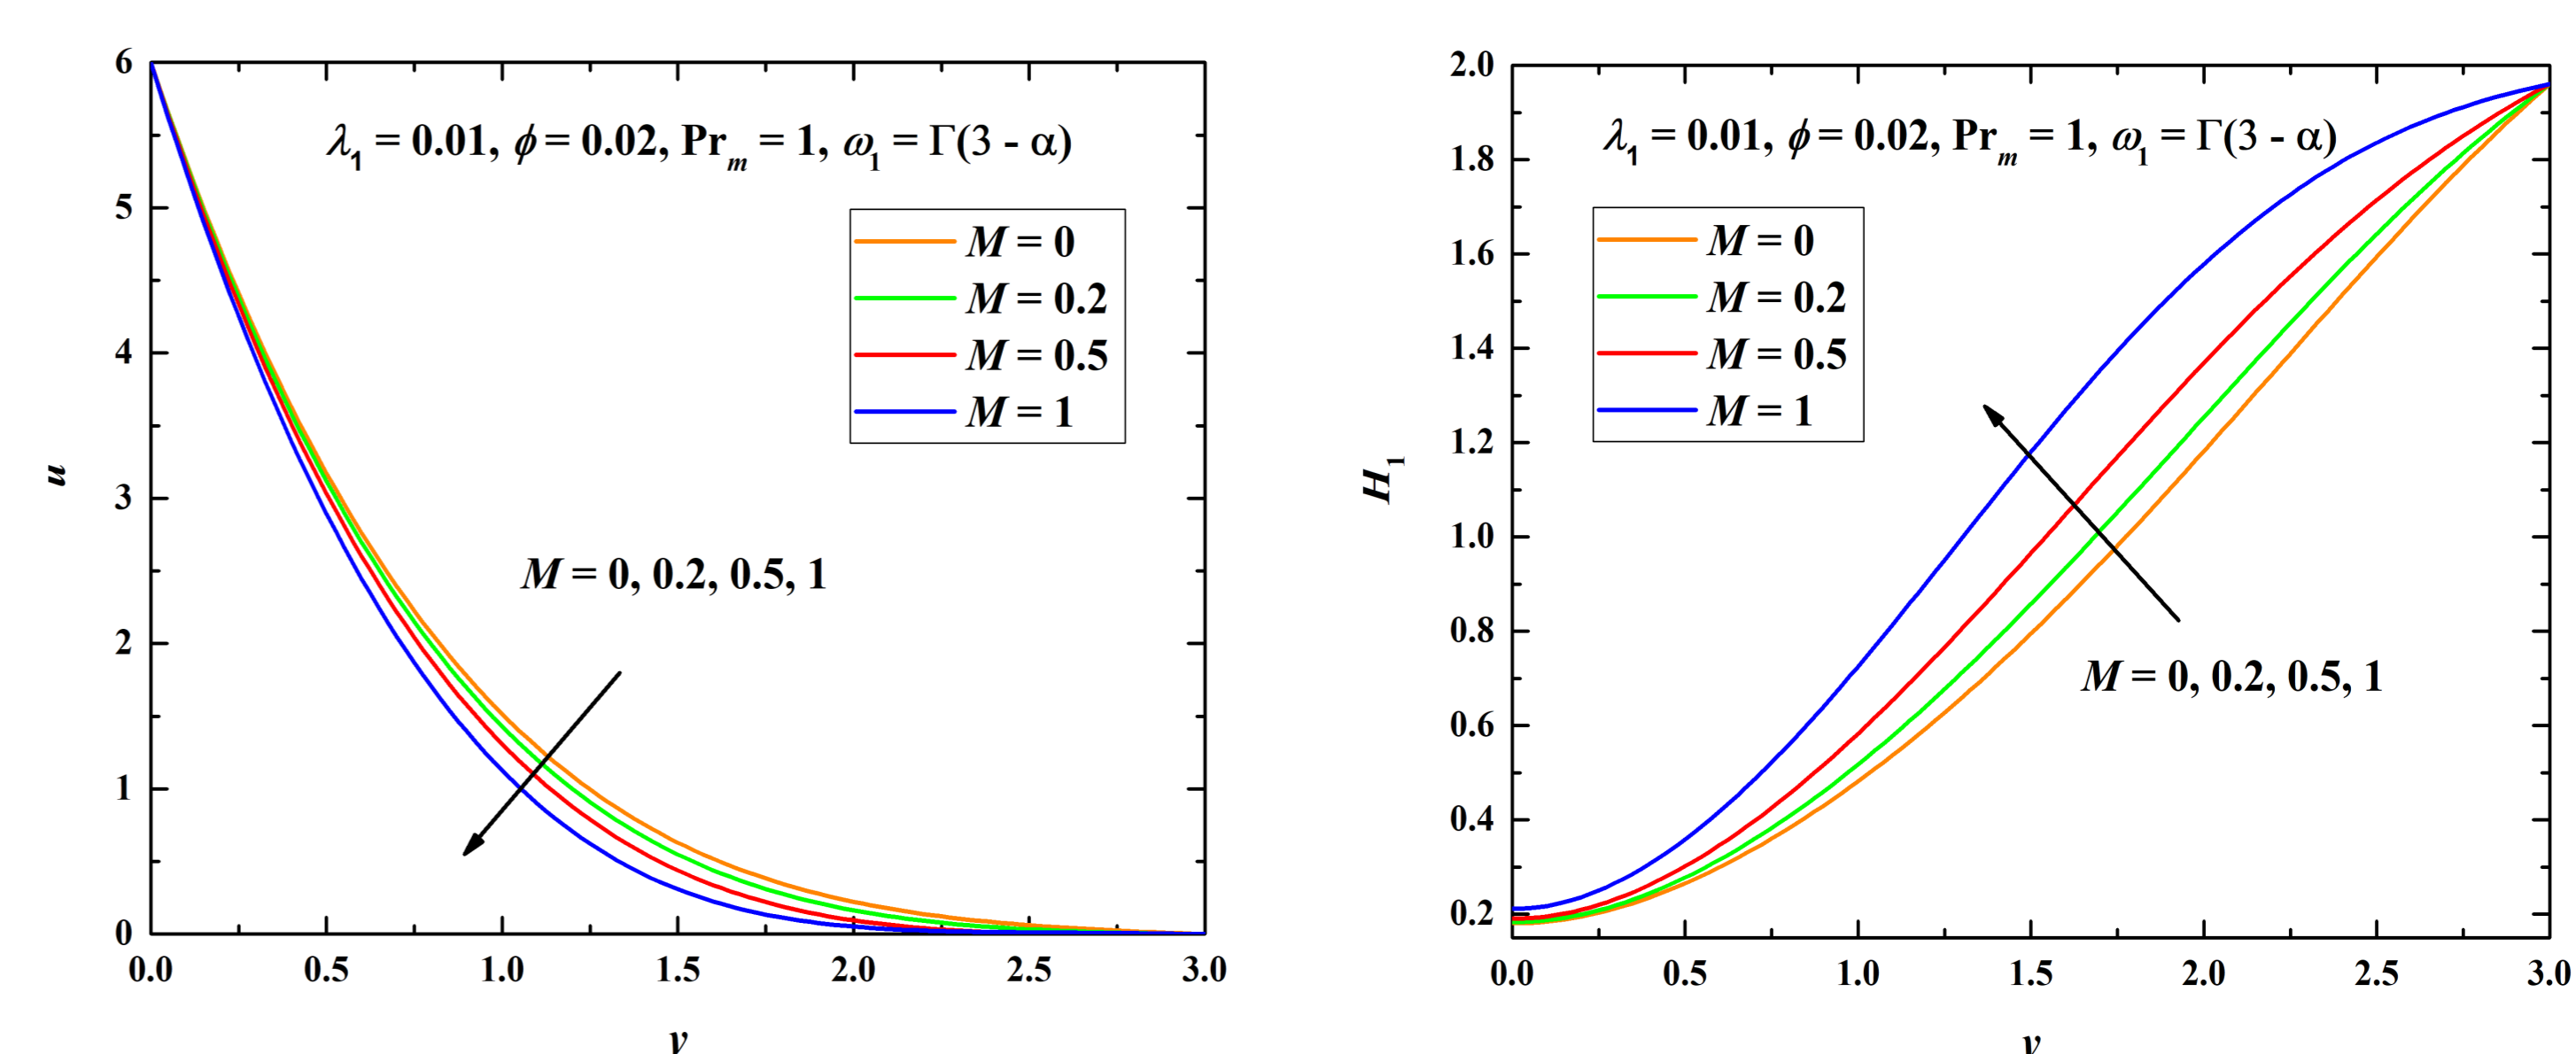 λ₁ = 0.01, ϕ = 0.02, Prₘ = 1, ω₁ = Γ(3 - α)
M = 0
M = 0.2
M = 0.5
M = 1
M = 0, 0.2, 0.5, 1
6
5
4
3
2
1
0
0.0 0.5 1.0 1.5 2.0 2.5 3.0
u
y
λ₁ = 0.01, ϕ = 0.02, Prₘ = 1, ω₁ = Γ(3 - α)
M = 0
M = 0.2
M = 0.5
M = 1
M = 0, 0.2, 0.5, 1
2.0
1.8
1.6
1.4
1.2
1.0
0.8
0.6
0.4
0.2
0.0 0.5 1.0 1.5 2.0 2.5 3.0
H₁
y